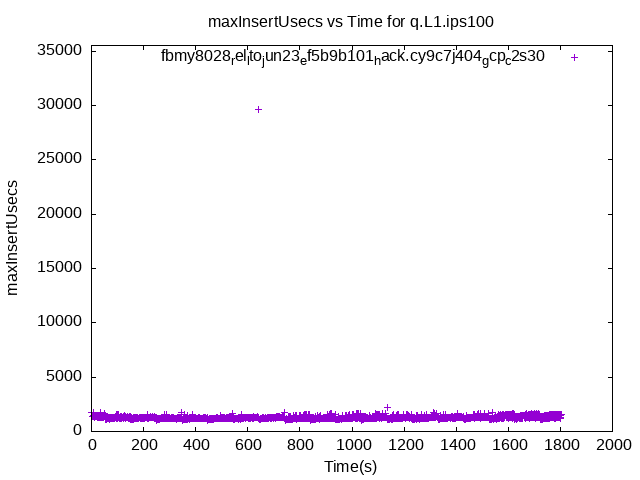 maxInsertUsecs vs Time for q.L1.ips100
fbmy8028relltojun23ef5b9b101hack.cy9c7j404gcpc2s30
35000
30000
25000
20000
15000
10000
5000
0
maxInsertUsecs
0 200 400 600 800 1000 1200 1400 1600 1800 2000
Time(s)